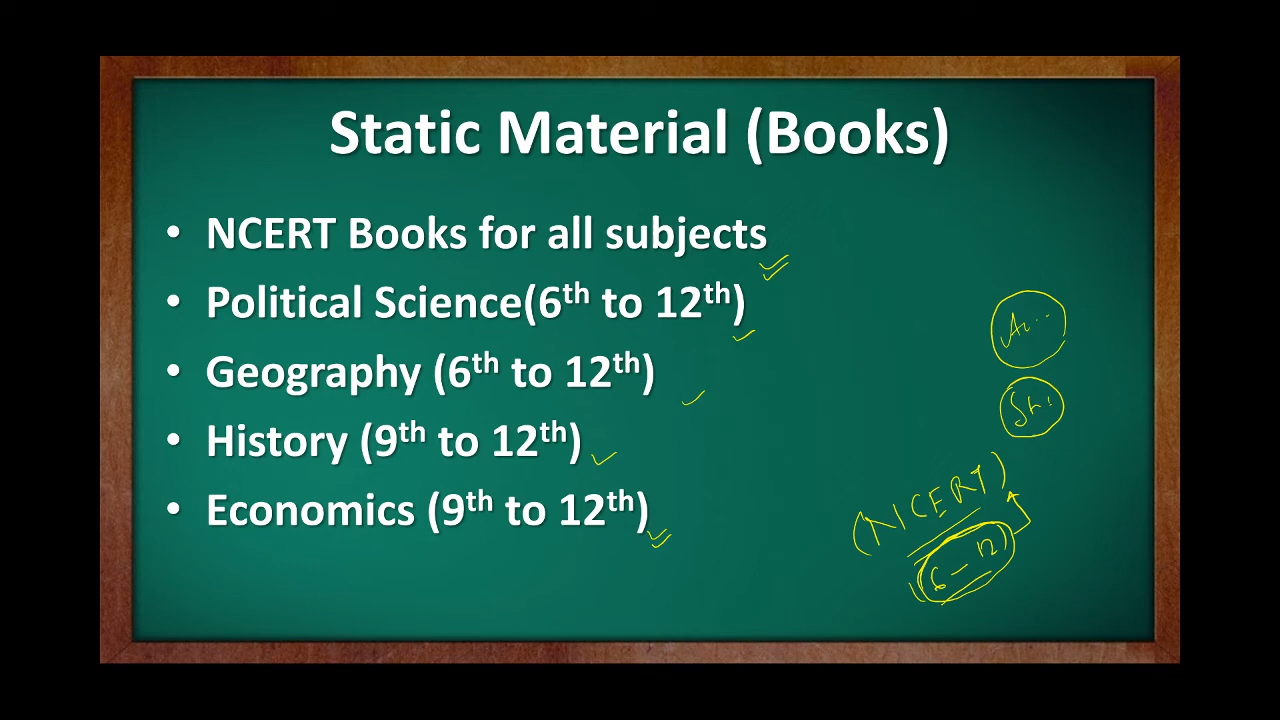 Static Material (Books)
• NCERT Books for all subjects
• Political Science(6th to 12th)
• Geography (6th to 12th)
• History (9th to 12th)
• Economics (9th to 12th)
(NCERT)
6 – 12